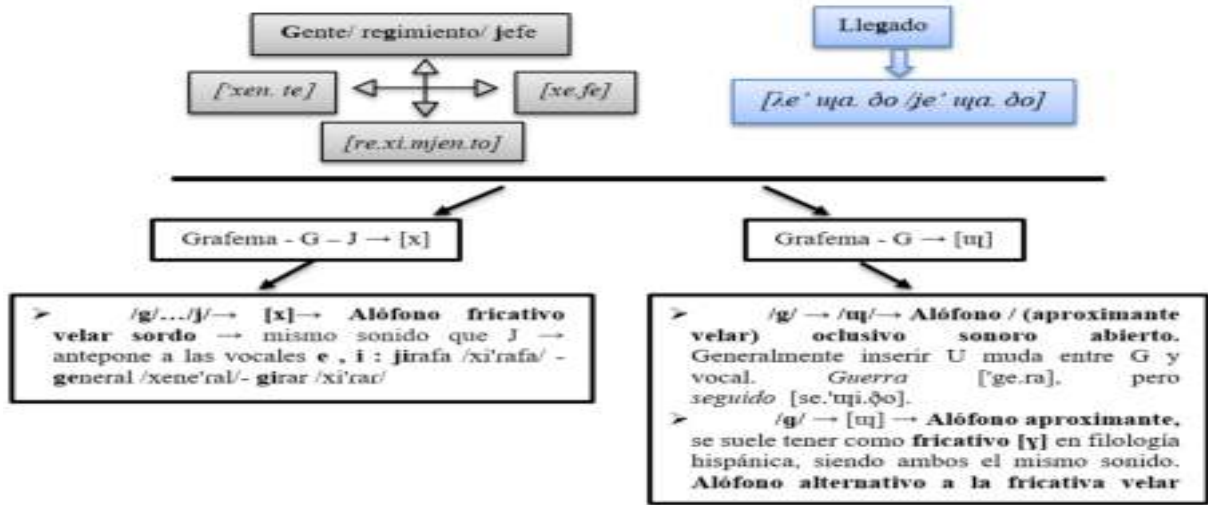 Gente/ regimiento/ jefe
Llegado
['xen. te]
[xe.fe]
[re.xi.mjen.to]
[λe' ɰa. ðo /je' ɰa. ðo]
Grafema - G – J → [x]
Grafema - G → [ɰ]
➢ /g/…/j/→ [x]→ Alófono fricativo
velar sordo → mismo sonido que J →
antepone a las vocales e , i : jirafa /xi'rafa/ -
general /xene'ral/- girar /xi'rar/
➢ /g/ → /ɰ/→ Alófono / (aproximante
velar) oclusivo sonoro abierto.
Generalmente inserir U muda entre G y
vocal. Guerra ['ge.ra], pero
seguido [se.'ɰi.ð̞o].
➢ /g/ → [ɰ] → Alófono aproximante,
se suele tener como fricativo [ɣ] en filología
hispánica, siendo ambos el mismo sonido.
Alófono alternativo a la fricativa velar